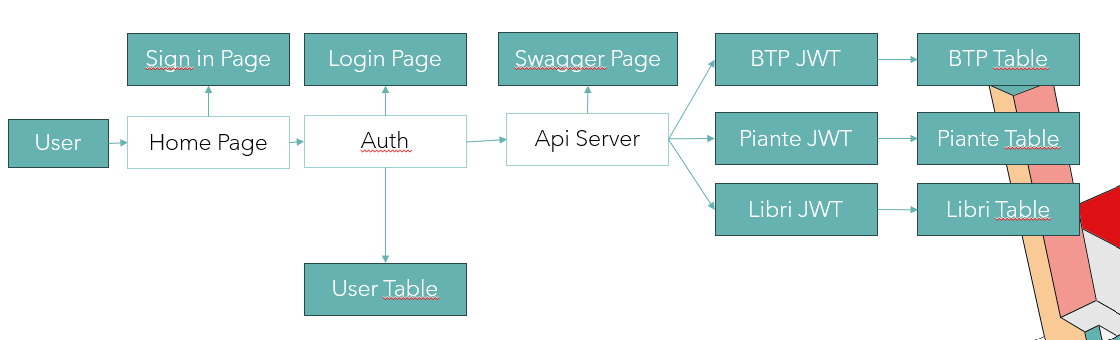 Sign in Page
Login Page
Swagger Page
BTP JWT
BTP Table
User
Home Page
Auth
Api Server
Piante JWT
Piante Table
Libri JWT
Libri Table
User Table